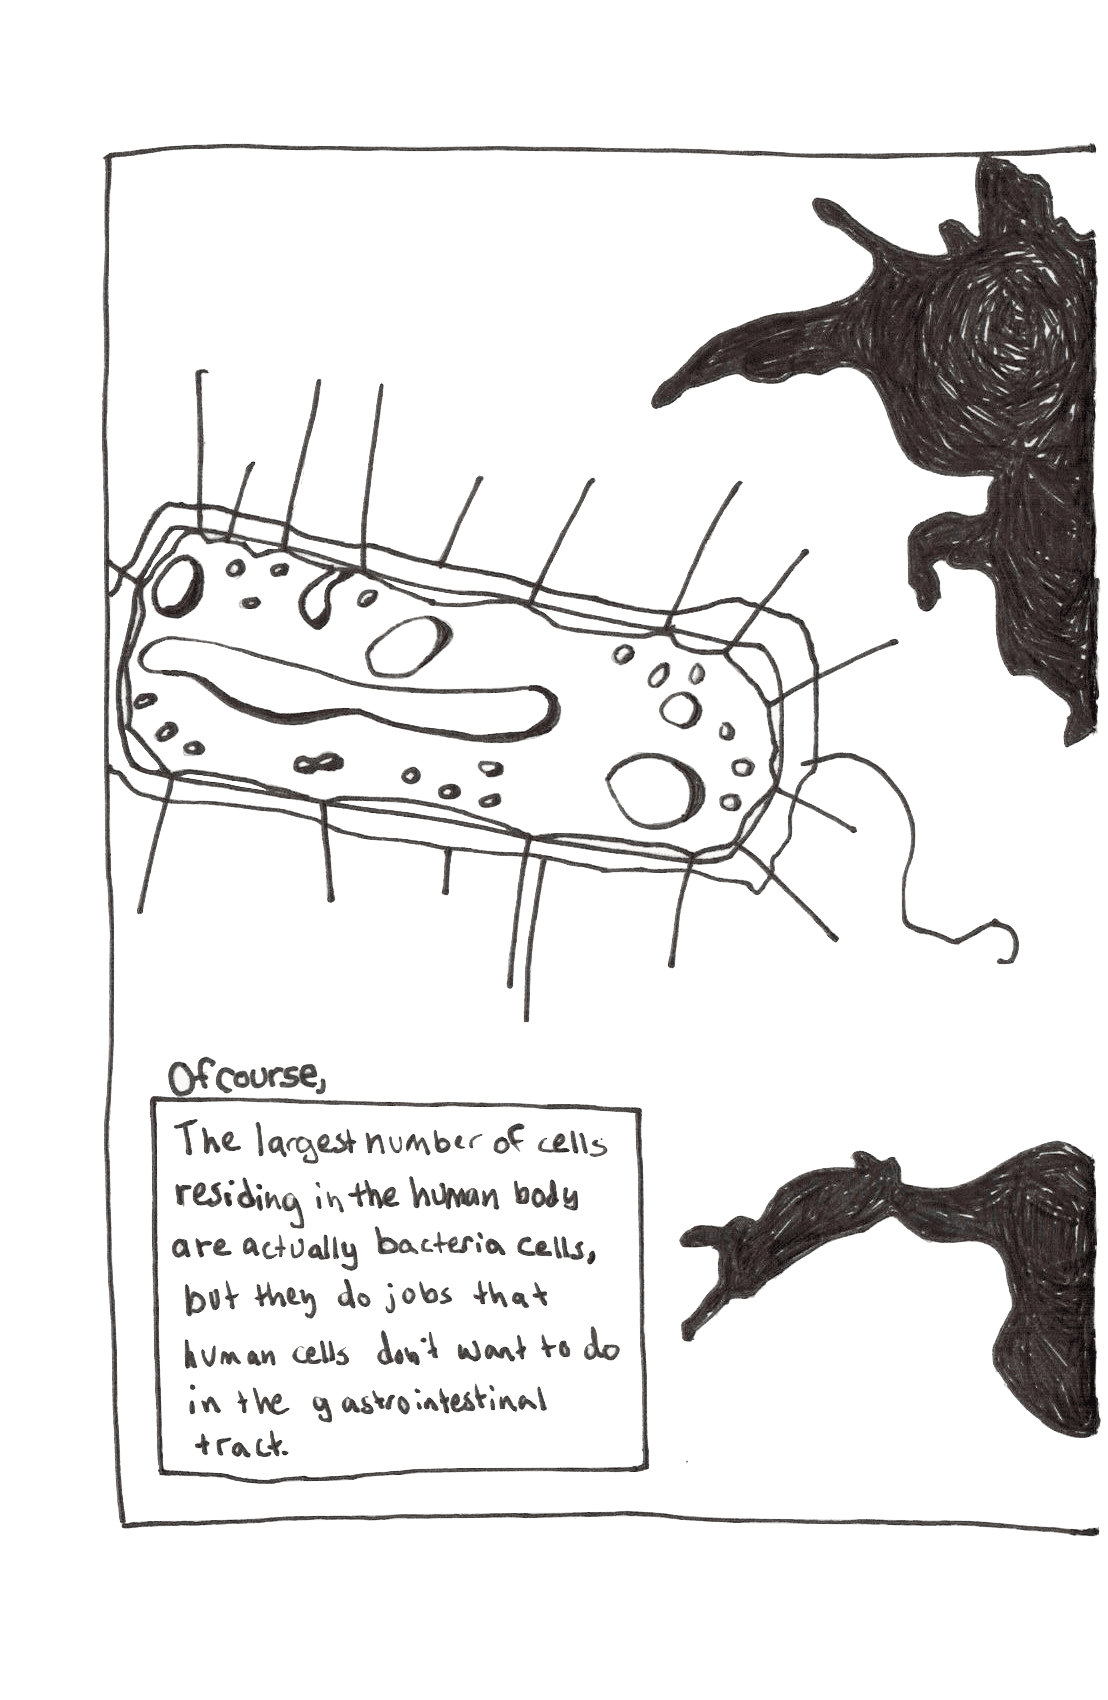 Of course,
The largest number of cells
residing in the human body
are actually bacteria cells,
but they do jobs that
human cells don't want to do
in the gastrointestinal
tract.